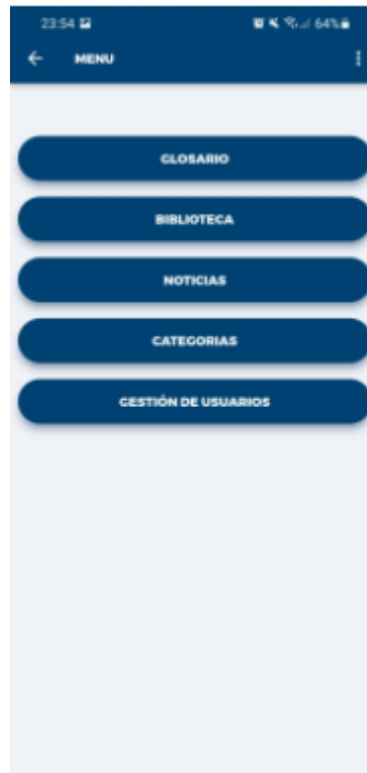 23:54 64%
MENU
GLOSARIO
BIBLIOTECA
NOTICIAS
CATEGORIAS
GESTIÓN DE USUARIOS